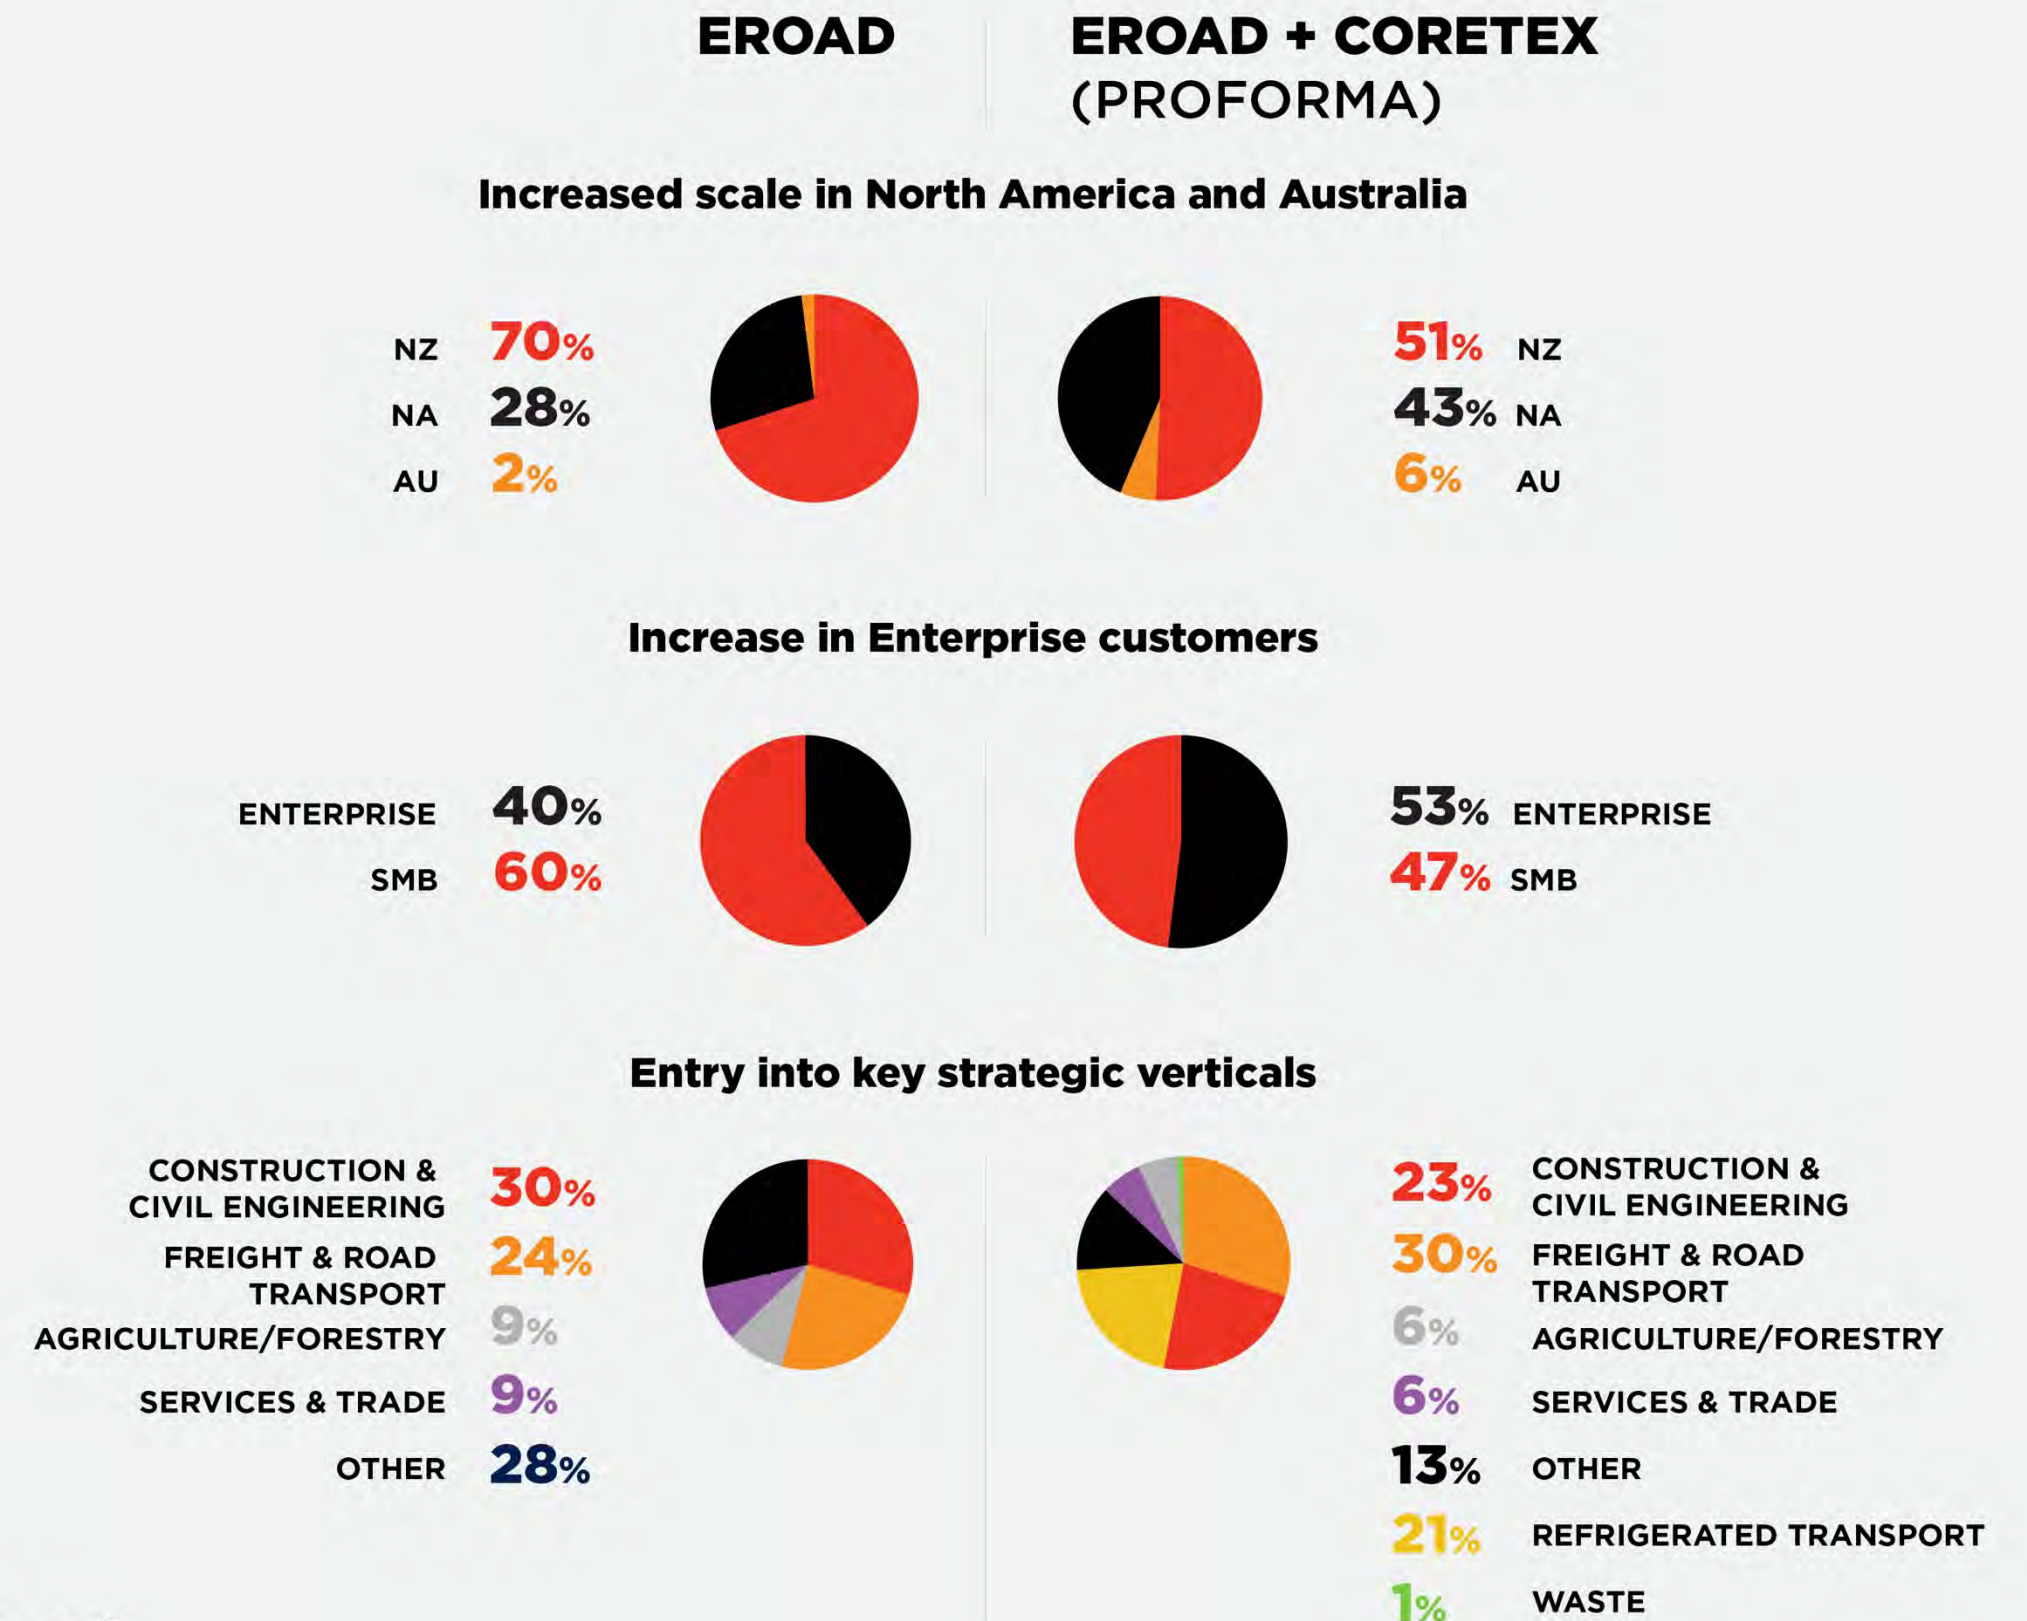 EROAD
EROAD + CORETEX
(PROFORMA)
Increased scale in North America and Australia
NZ 70%
NA 28%
AU 2%
51% NZ
43% NA
6% AU
Increase in Enterprise customers
ENTERPRISE 40%
SMB 60%
53% ENTERPRISE
47% SMB
Entry into key strategic verticals
CONSTRUCTION &
CIVIL ENGINEERING 30%
FREIGHT & ROAD
TRANSPORT 24%
AGRICULTURE/FORESTRY 9%
SERVICES & TRADE 9%
OTHER 28%
23% CONSTRUCTION &
CIVIL ENGINEERING
30% FREIGHT & ROAD
TRANSPORT
6% AGRICULTURE/FORESTRY
6% SERVICES & TRADE
13% OTHER
21% REFRIGERATED TRANSPORT
1% WASTE